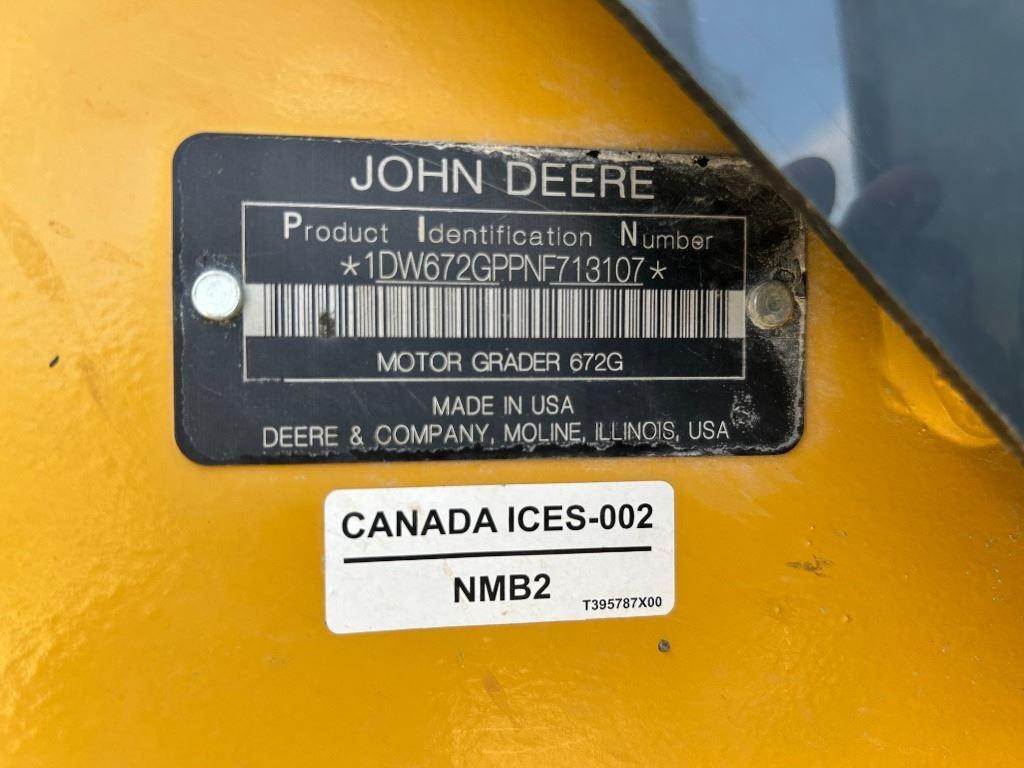 JOHN DEERE
Product Identification Number
*1DW672GPPNF713107*
MOTOR GRADER 672G
MADE IN USA
DEERE & COMPANY, MOLINE, ILLINOIS, USA
CANADA ICES-002
NMB2
T395787X00